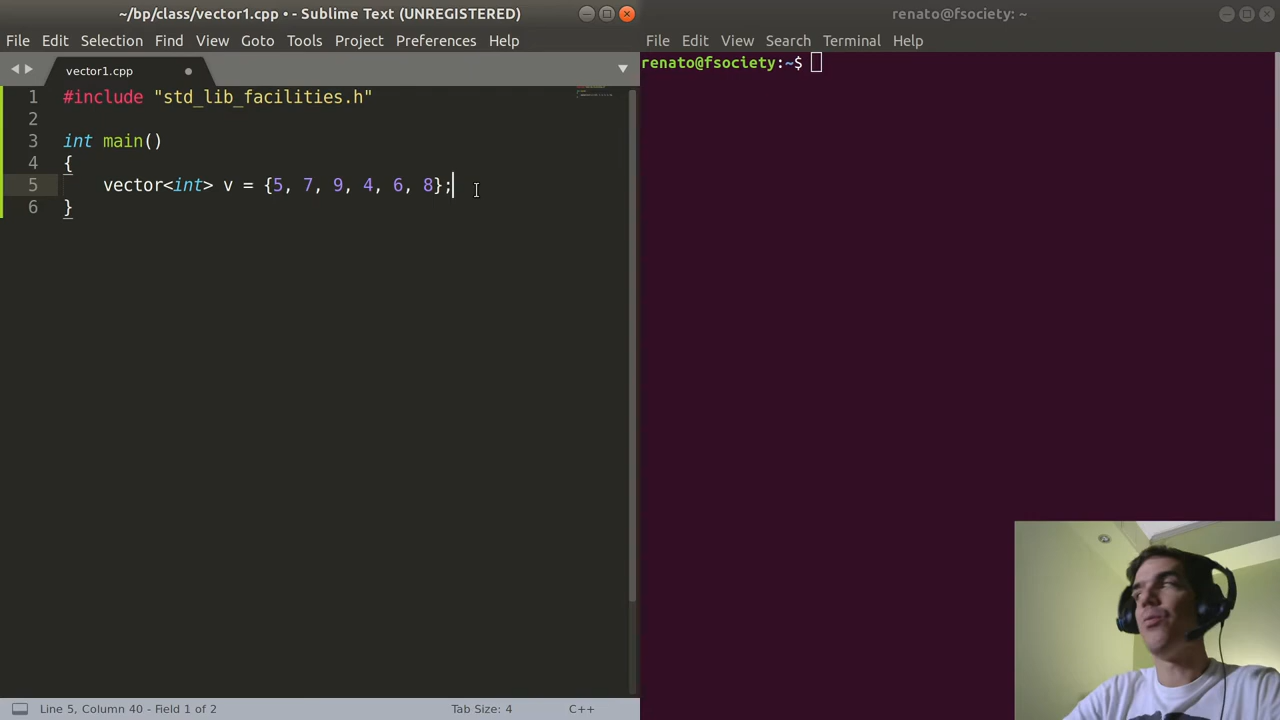 ~/bp/class/vector1.cpp • - Sublime Text (UNREGISTERED)
File Edit Selection Find View Goto Tools Project Preferences Help
vector1.cpp
1 #include "std_lib_facilities.h"
2
3 int main()
4 {
5 vector<int> v = {5, 7, 9, 4, 6, 8};
6 }
Line 5, Column 40 - Field 1 of 2
Tab Size: 4
C++
renato@fsociety: ~
File Edit View Search Terminal Help
renato@fsociety:~$